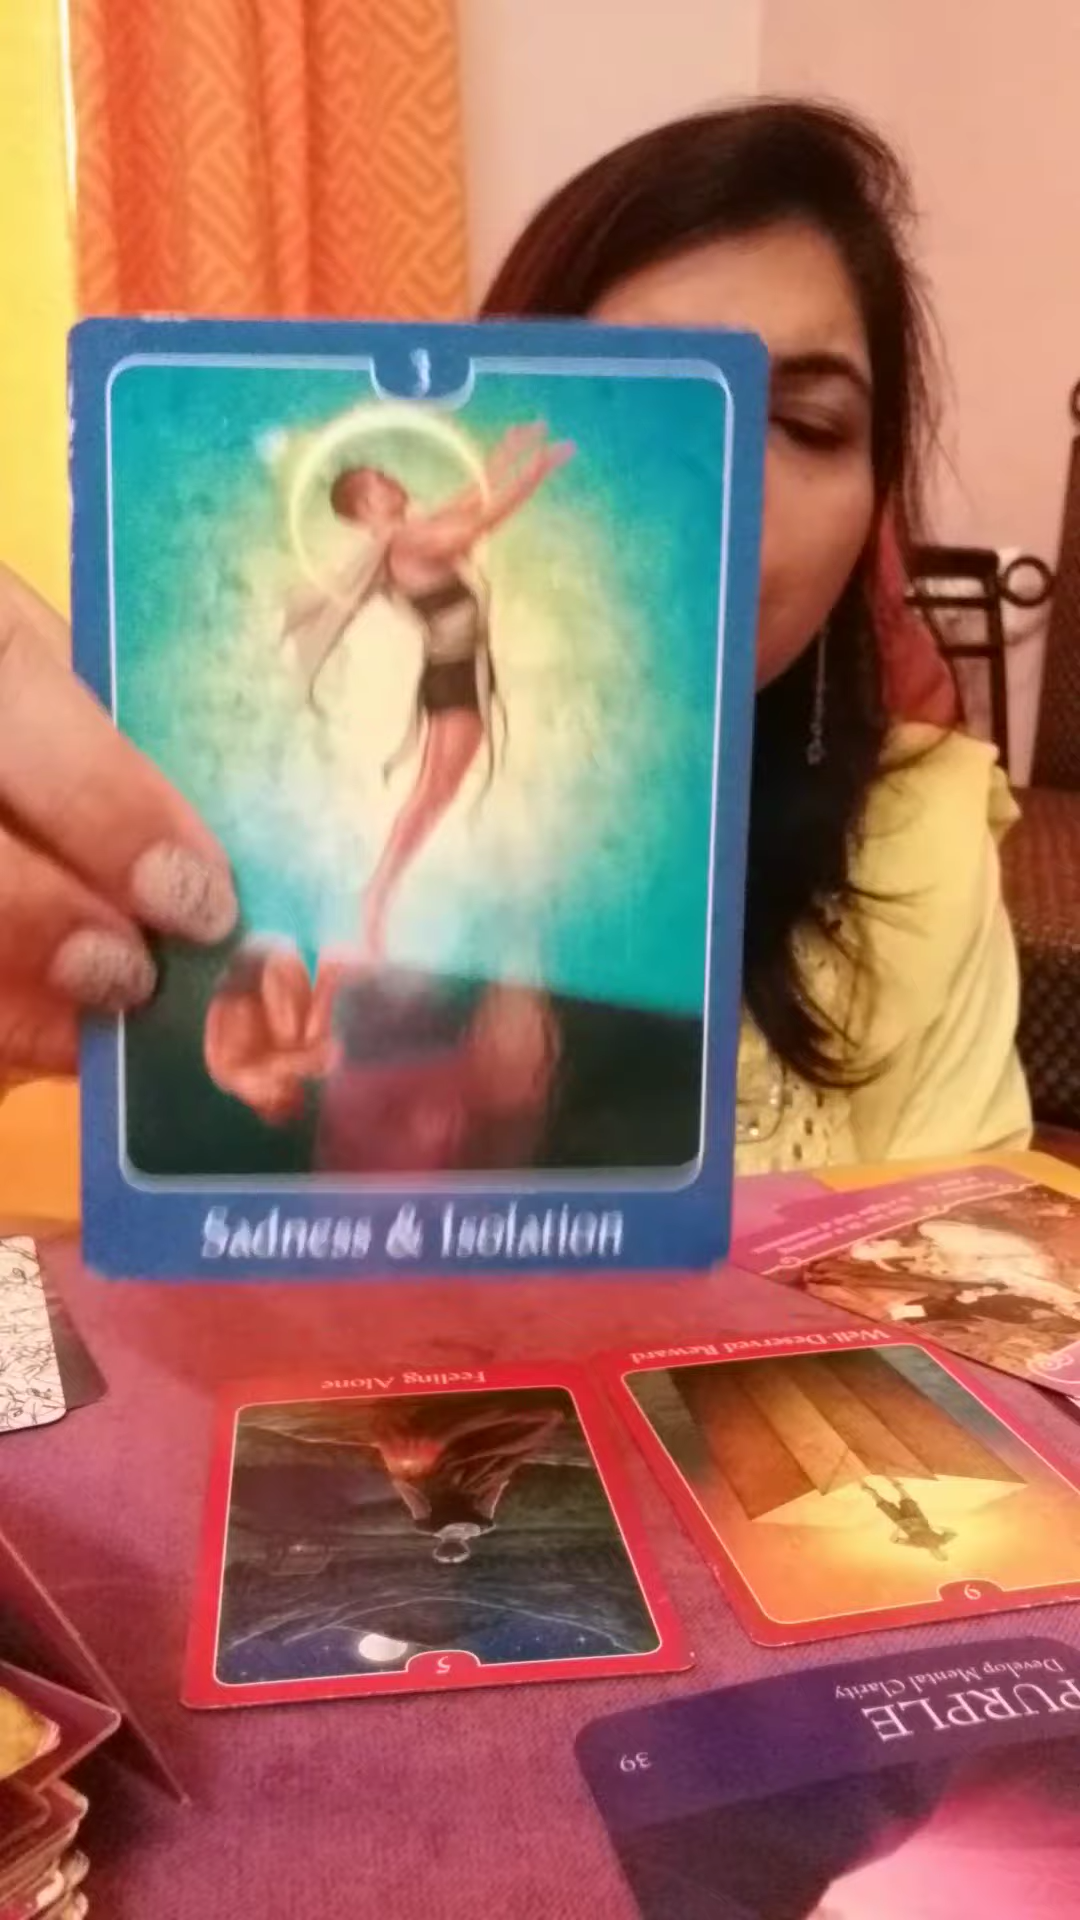 Sadness & Isolation
Well-Deserved Reward
Feeling Alone
9
5
PURPLE
Develop Mental Clarity
39